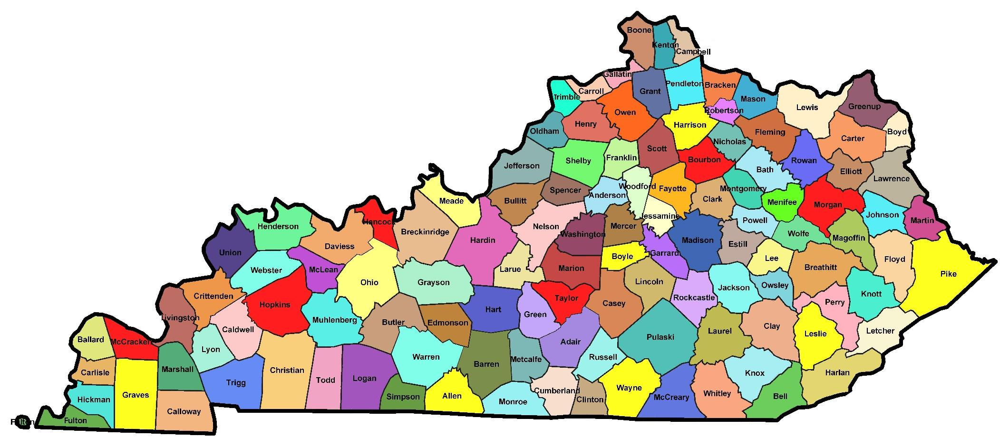 Boone
Kenton
Campbell
Gallatin
Carroll
Trimble
Grant
Pendleton
Bracken
Mason
Lewis
Greenup
Robertson
Owen
Henry
Oldham
Harrison
Nicholas
Fleming
Carter
Boyd
Jefferson
Shelby
Franklin
Scott
Bourbon
Bath
Rowan
Elliott
Lawrence
Meade
Bullitt
Spencer
Anderson
Woodford
Fayette
Clark
Montgomery
Menifee
Morgan
Johnson
Martin
Hancock
Henderson
Breckinridge
Hardin
Nelson
Washington
Mercer
essamine
Madison
Powell
Wolfe
Magoffin
Union
Daviess
Garrard
Estill
Boyle
Lee
Breathitt
Floyd
Pike
Webster
McLean
Ohio
Grayson
Larue
Marion
Lincoln
Rockcastle
Jackson
Owsley
Perry
Knott
Crittenden
Hopkins
Hart
Green
Taylor
Casey
Livingston
Caldwell
Muhlenberg
Butler
Edmonson
Adair
Pulaski
Laurel
Clay
Leslie
Letcher
Ballard
McCracken
Lyon
Warren
Barren
Metcalfe
Russell
Carlisle
Marshall
Trigg
Christian
Todd
Logan
Knox
Harlan
Hickman
Graves
Calloway
Simpson
Allen
Monroe
Cumberland
Clinton
Wayne
McCreary
Whitley
Bell
Fulton
Fulton